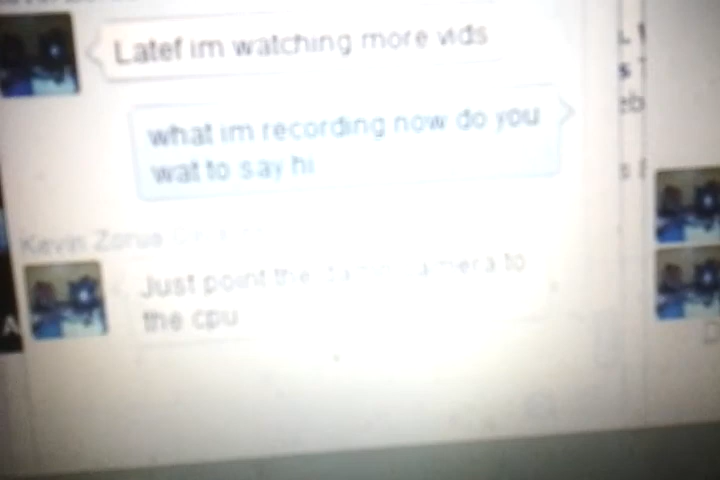 Latef im watching more vids
what im recording now do you
wat to say hi
Kevin Zorua
Just point the camera to
the cpu